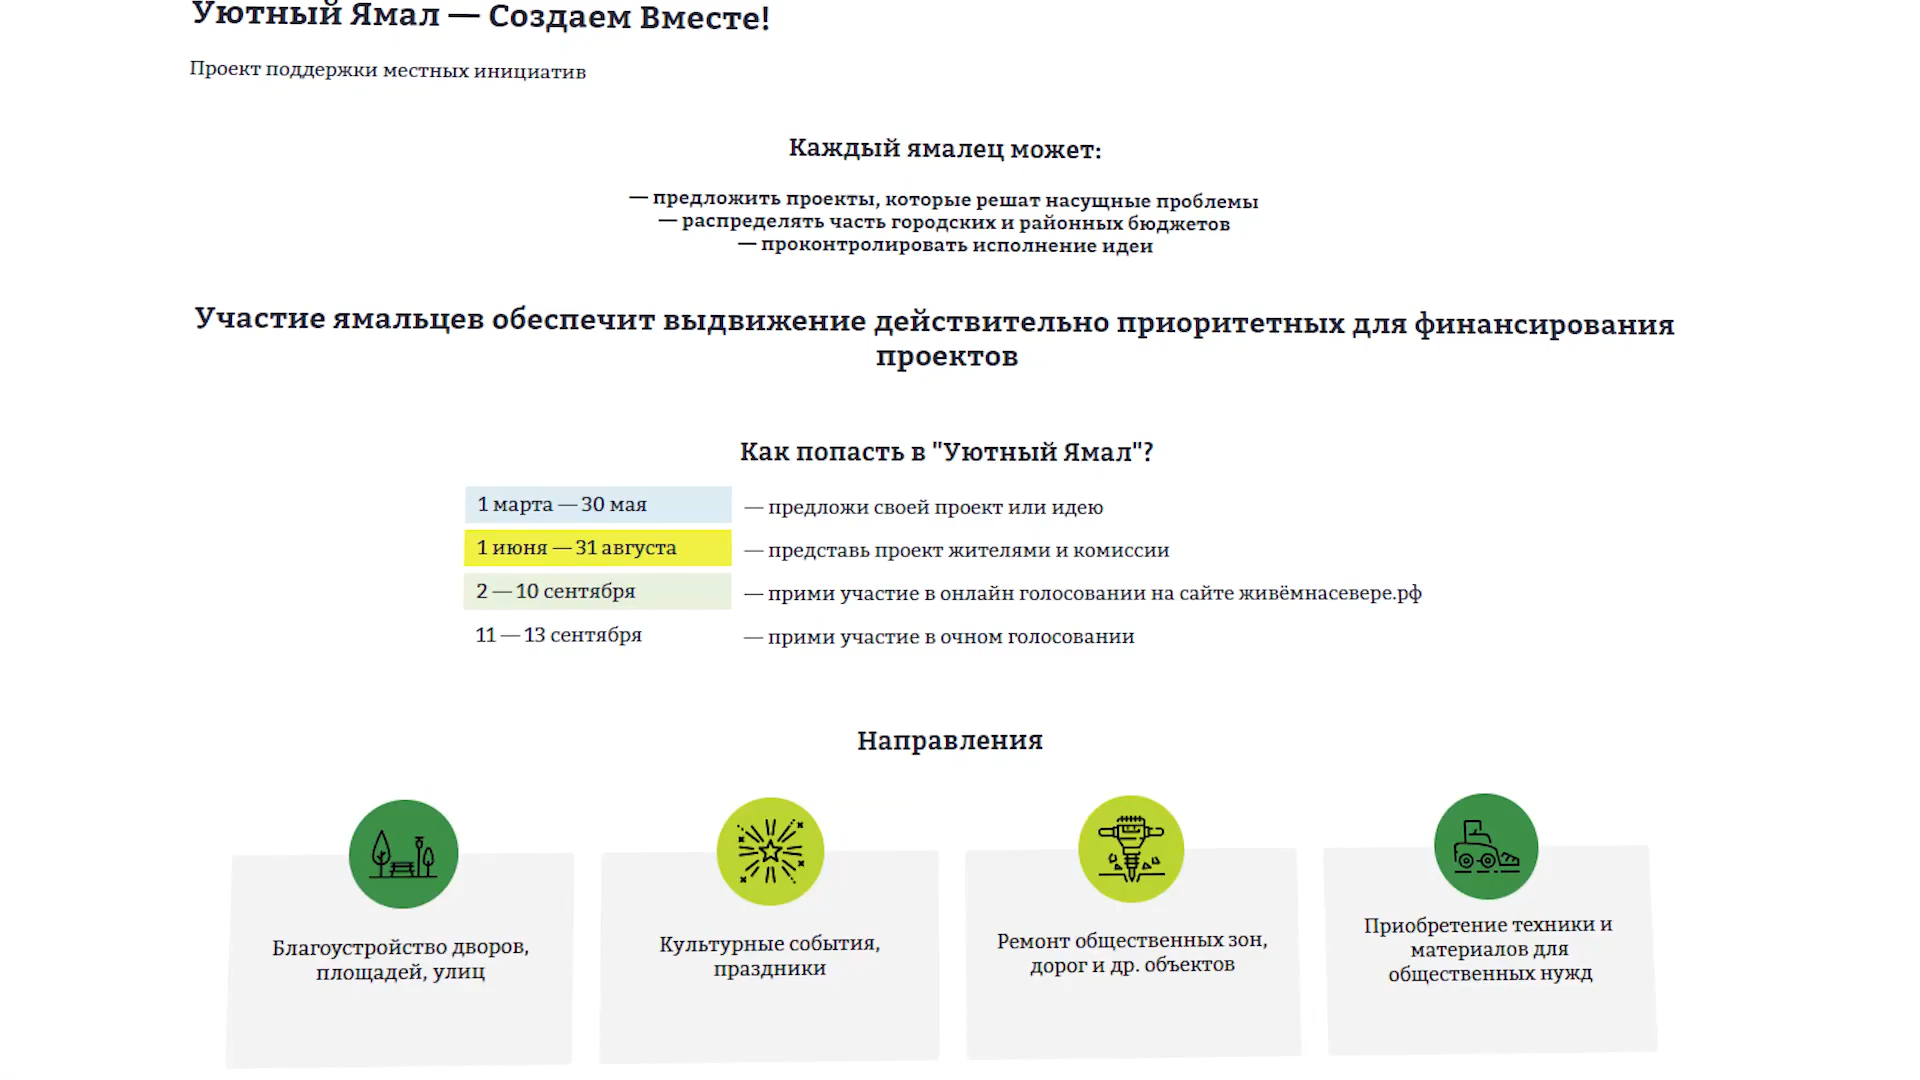 Уютный Ямал — Создаем Вместе!
Проект поддержки местных инициатив
Каждый ямалец может:
— предложить проекты, которые решат насущные проблемы
— распределять часть городских и районных бюджетов
— проконтролировать исполнение идеи
Участие ямальцев обеспечит выдвижение действительно приоритетных для финансирования
проектов
Как попасть в "Уютный Ямал"?
1 марта — 30 мая — предложи своей проект или идею
1 июня — 31 августа — представь проект жителями и комиссии
2 — 10 сентября — прими участие в онлайн голосовании на сайте живёмнасевере.рф
11 — 13 сентября — прими участие в очном голосовании
Направления
Благоустройство дворов,
площадей, улиц
Культурные события,
праздники
Ремонт общественных зон,
дорог и др. объектов
Приобретение техники и
материалов для
общественных нужд